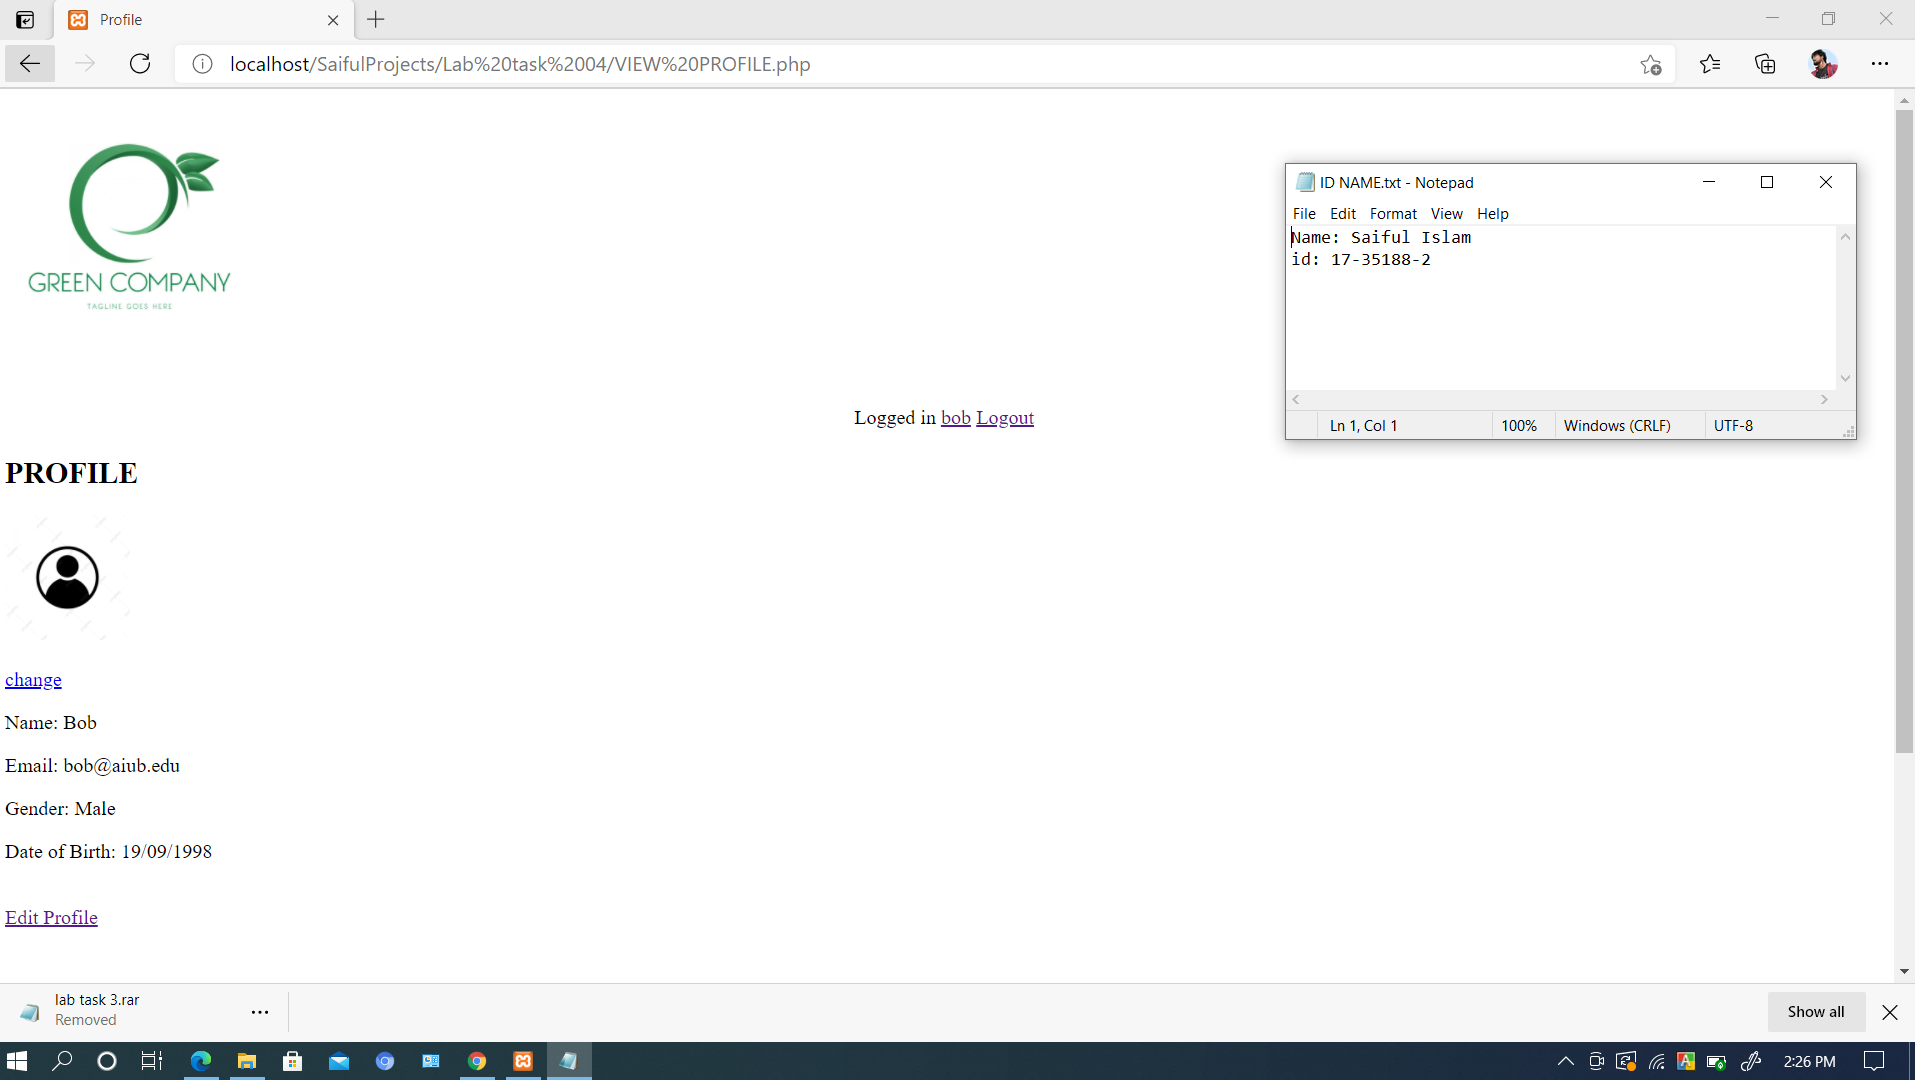 Profile
localhost/SaifulProjects/Lab%20task%2004/VIEW%20PROFILE.php
GREEN COMPANY
TAGLINE GOES HERE
ID NAME.txt - Notepad
File Edit Format View Help
Name: Saiful Islam
id: 17-35188-2
Ln 1, Col 1 100% Windows (CRLF) UTF-8
Logged in bob Logout
PROFILE
change
Name: Bob
Email: bob@aiub.edu
Gender: Male
Date of Birth: 19/09/1998
Edit Profile
lab task 3.rar
Removed
Show all
2:26 PM